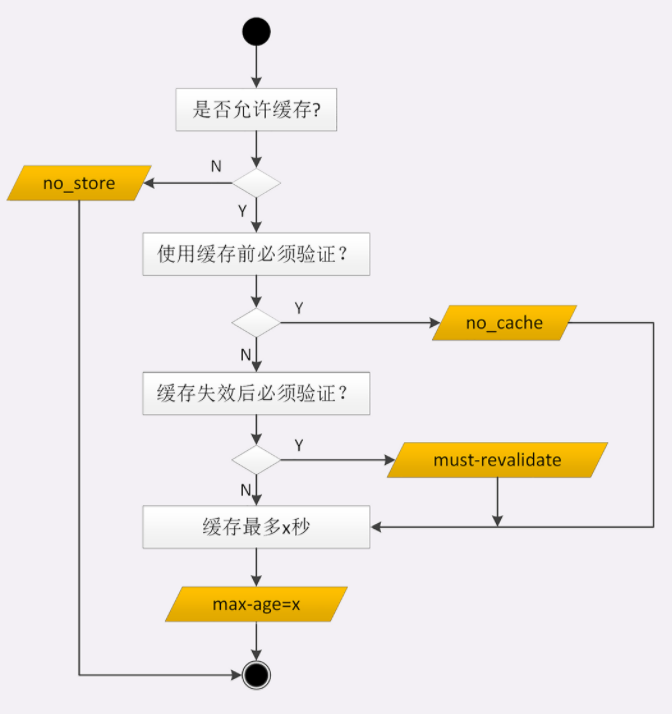 是否允许缓存?
N
no_store
Y
使用缓存前必须验证？
Y
no_cache
N
缓存失效后必须验证？
Y
must-revalidate
N
缓存最多x秒
max-age=x